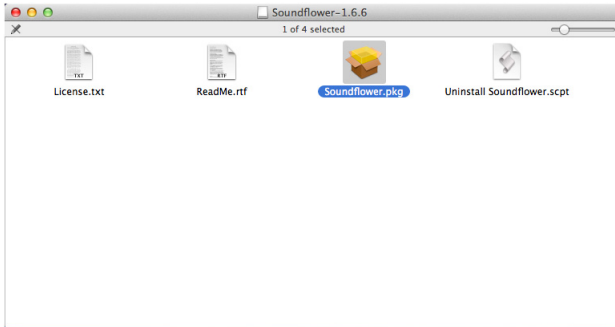 Soundflower-1.6.6
1 of 4 selected
TXT
RTF
License.txt
ReadMe.rtf
Soundflower.pkg
Uninstall Soundflower.scpt